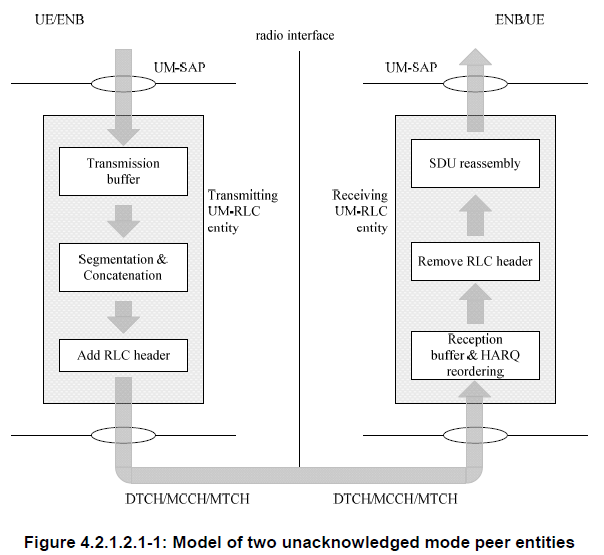 UE/ENB
ENB/UE
radio interface
UM-SAP
UM-SAP
Transmission
buffer
Segmentation &
Concatenation
Add RLC header
Transmitting
UM-RLC
entity
Receiving
UM-RLC
entity
SDU reassembly
Remove RLC header
Reception
buffer & HARQ
reordering
DTCH/MCCH/MTCH
DTCH/MCCH/MTCH
Figure 4.2.1.2.1-1: Model of two unacknowledged mode peer entities